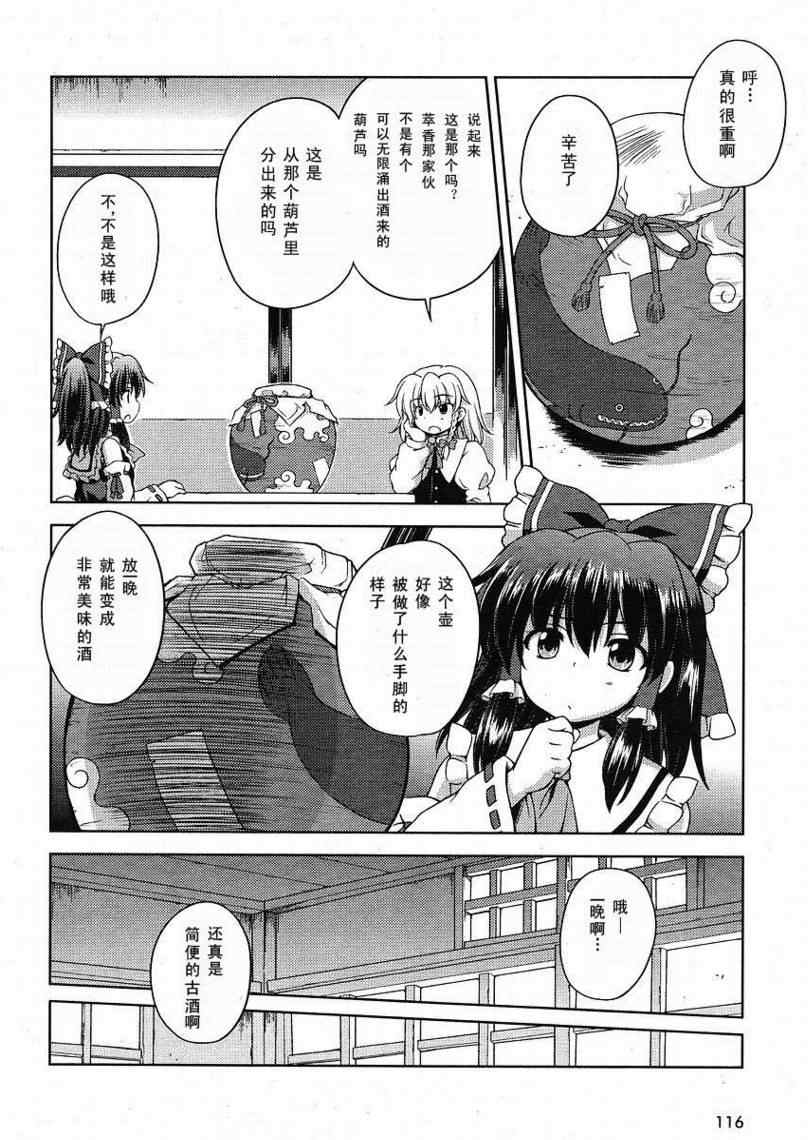 呼…
真的很重啊
辛苦了
说起来
这是那个吗？
萃香那家伙
不是有个
可以无限涌出酒来的
葫芦吗
这是
从那个葫芦里
分出来的吗
不,不是这样哦
这个壶
好像
被做了什么手脚的
样子
放一晚
就能变成
非常美味的酒
哦—
一晚啊…
还真是
简便的古酒啊
116